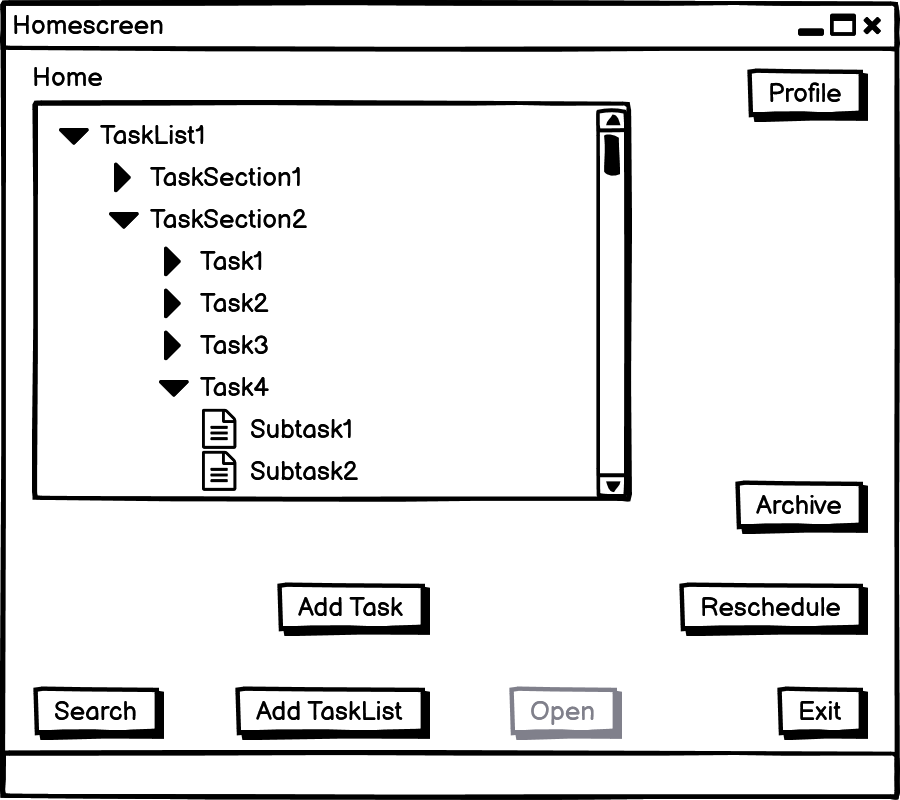 Homescreen
Home
Profile
TaskList1
TaskSection1
TaskSection2
Task1
Task2
Task3
Task4
Subtask1
Subtask2
Archive
Add Task
Reschedule
Search
Add TaskList
Open
Exit